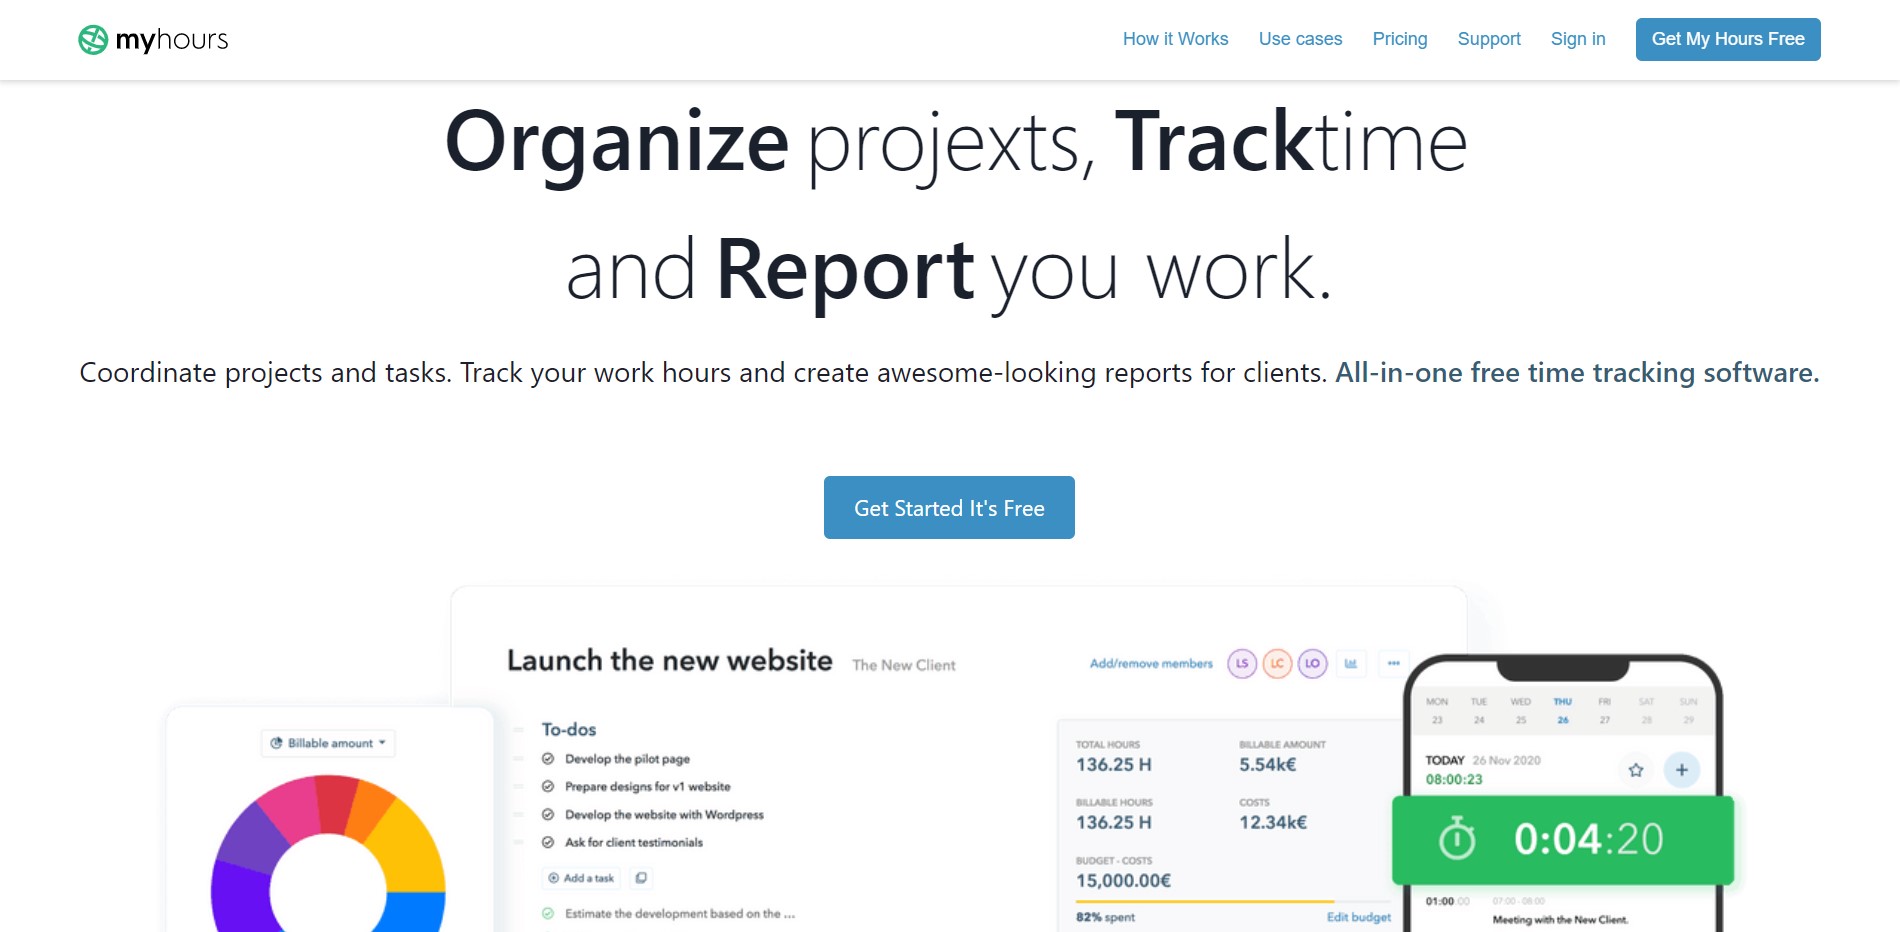 myhours
How it Works
Use cases
Pricing
Support
Sign in
Get My Hours Free
Organize projexts, Tracktime
and Report you work.
Coordinate projects and tasks. Track your work hours and create awesome-looking reports for clients. All-in-one free time tracking software.
Get Started It's Free
Launch the new website The New Client
Add/remove members LS LC LO
Billable amount
To-dos
Develop the pilot page
Prepare designs for v1 website
Develop the website with Wordpress
Ask for client testimonials
Add a task
Estimate the development based on the ...
TOTAL HOURS
136.25 H
BILLABLE AMOUNT
5.54k€
BILLABLE HOURS
136.25 H
COSTS
12.34k€
BUDGET - COSTS
15,000.00€
82% spent
Edit budget
MON TUE WED THU FRI SAT SUN
23 24 25 26 27 28 29
TODAY 26 Nov 2020
08:00:23
0:04:20
01:00:00
07:00 - 08:00
Meeting with the New Client.